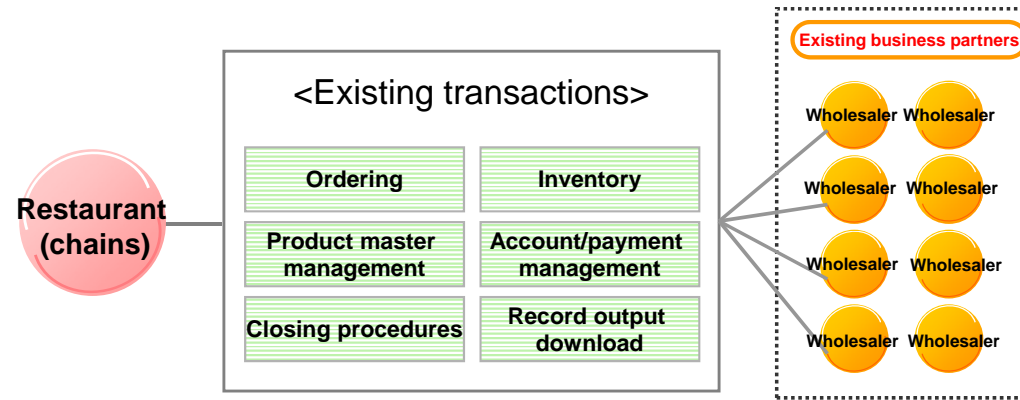 Existing business partners
<Existing transactions>
Wholesaler Wholesaler
Ordering
Inventory
Wholesaler Wholesaler
Restaurant
(chains)
Product master
management
Account/payment
management
Wholesaler Wholesaler
Closing procedures
Record output
download
Wholesaler Wholesaler